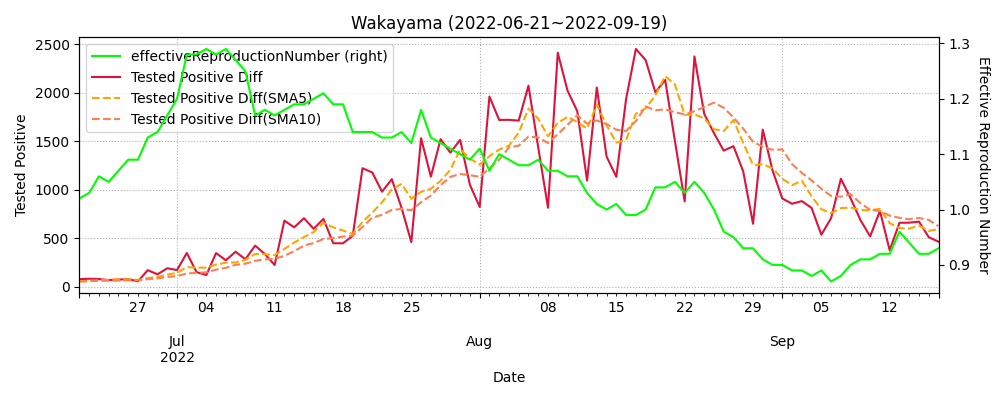 Wakayama (2022-06-21~2022-09-19)
effectiveReproductionNumber (right)
Tested Positive Diff
Tested Positive Diff(SMA5)
Tested Positive Diff(SMA10)
Tested Positive
2500
2000
1500
1000
500
0
1.3
1.2
1.1
1.0
0.9
Effective Reproduction Number
27 04 11 18 25 08 15 22 29 05 12
Jul Aug Sep
2022
Date